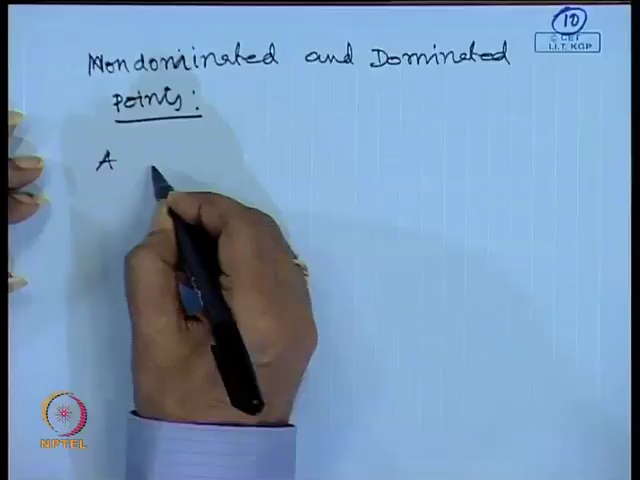 10
C CET
I.I.T. KGP
Nondominated and Dominated
Points:
A
NPTEL